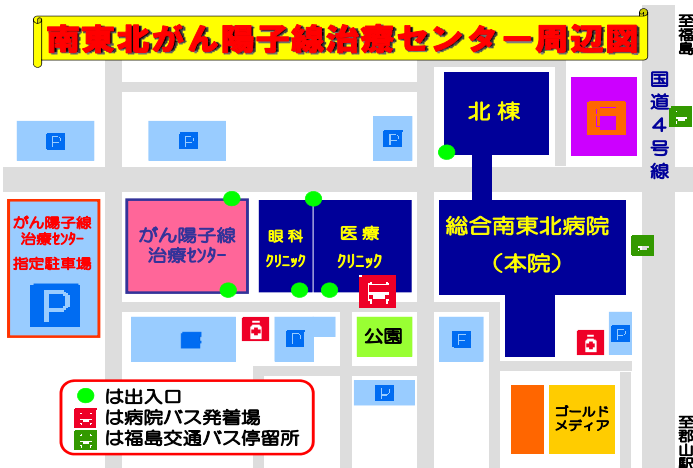 南東北がん陽子線治療センター周辺図
至福島
国道4号線
北棟
P
P
P
がん陽子線
治療ｾﾝﾀｰ
指定駐車場
P
がん陽子線
治療ｾﾝﾀｰ
眼科
ｸﾘﾆｯｸ
医療
クリニック
総合南東北病院
（本院）
公園
P
P
は出入口
は病院バス発着場
は福島交通バス停留所
ゴールド
メディア
至郡山駅